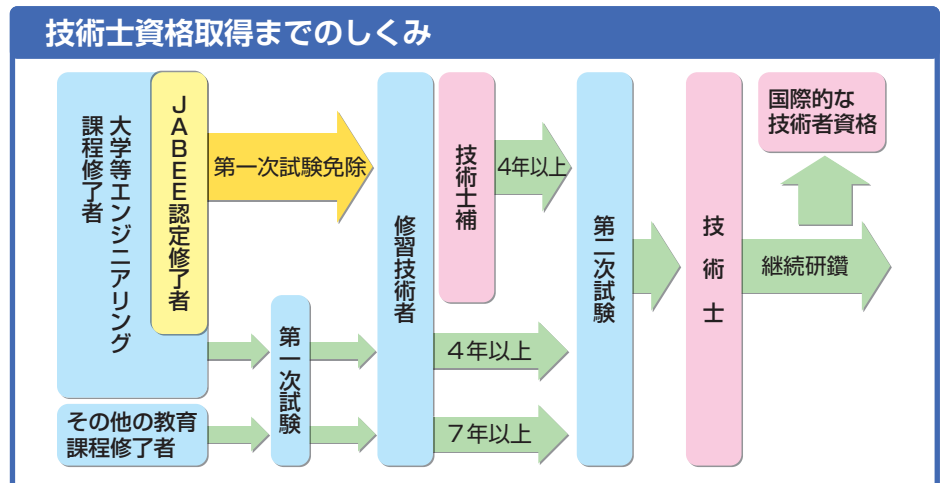 技術士資格取得までのしくみ
大学等エンジニアリング
課程修了者
JABEE認定修了者
第一次試験免除
その他の教育
課程修了者
第一次試験
修習技術者
技術士補
4年以上
4年以上
7年以上
第二次試験
技術士
継続研鑽
国際的な
技術者資格